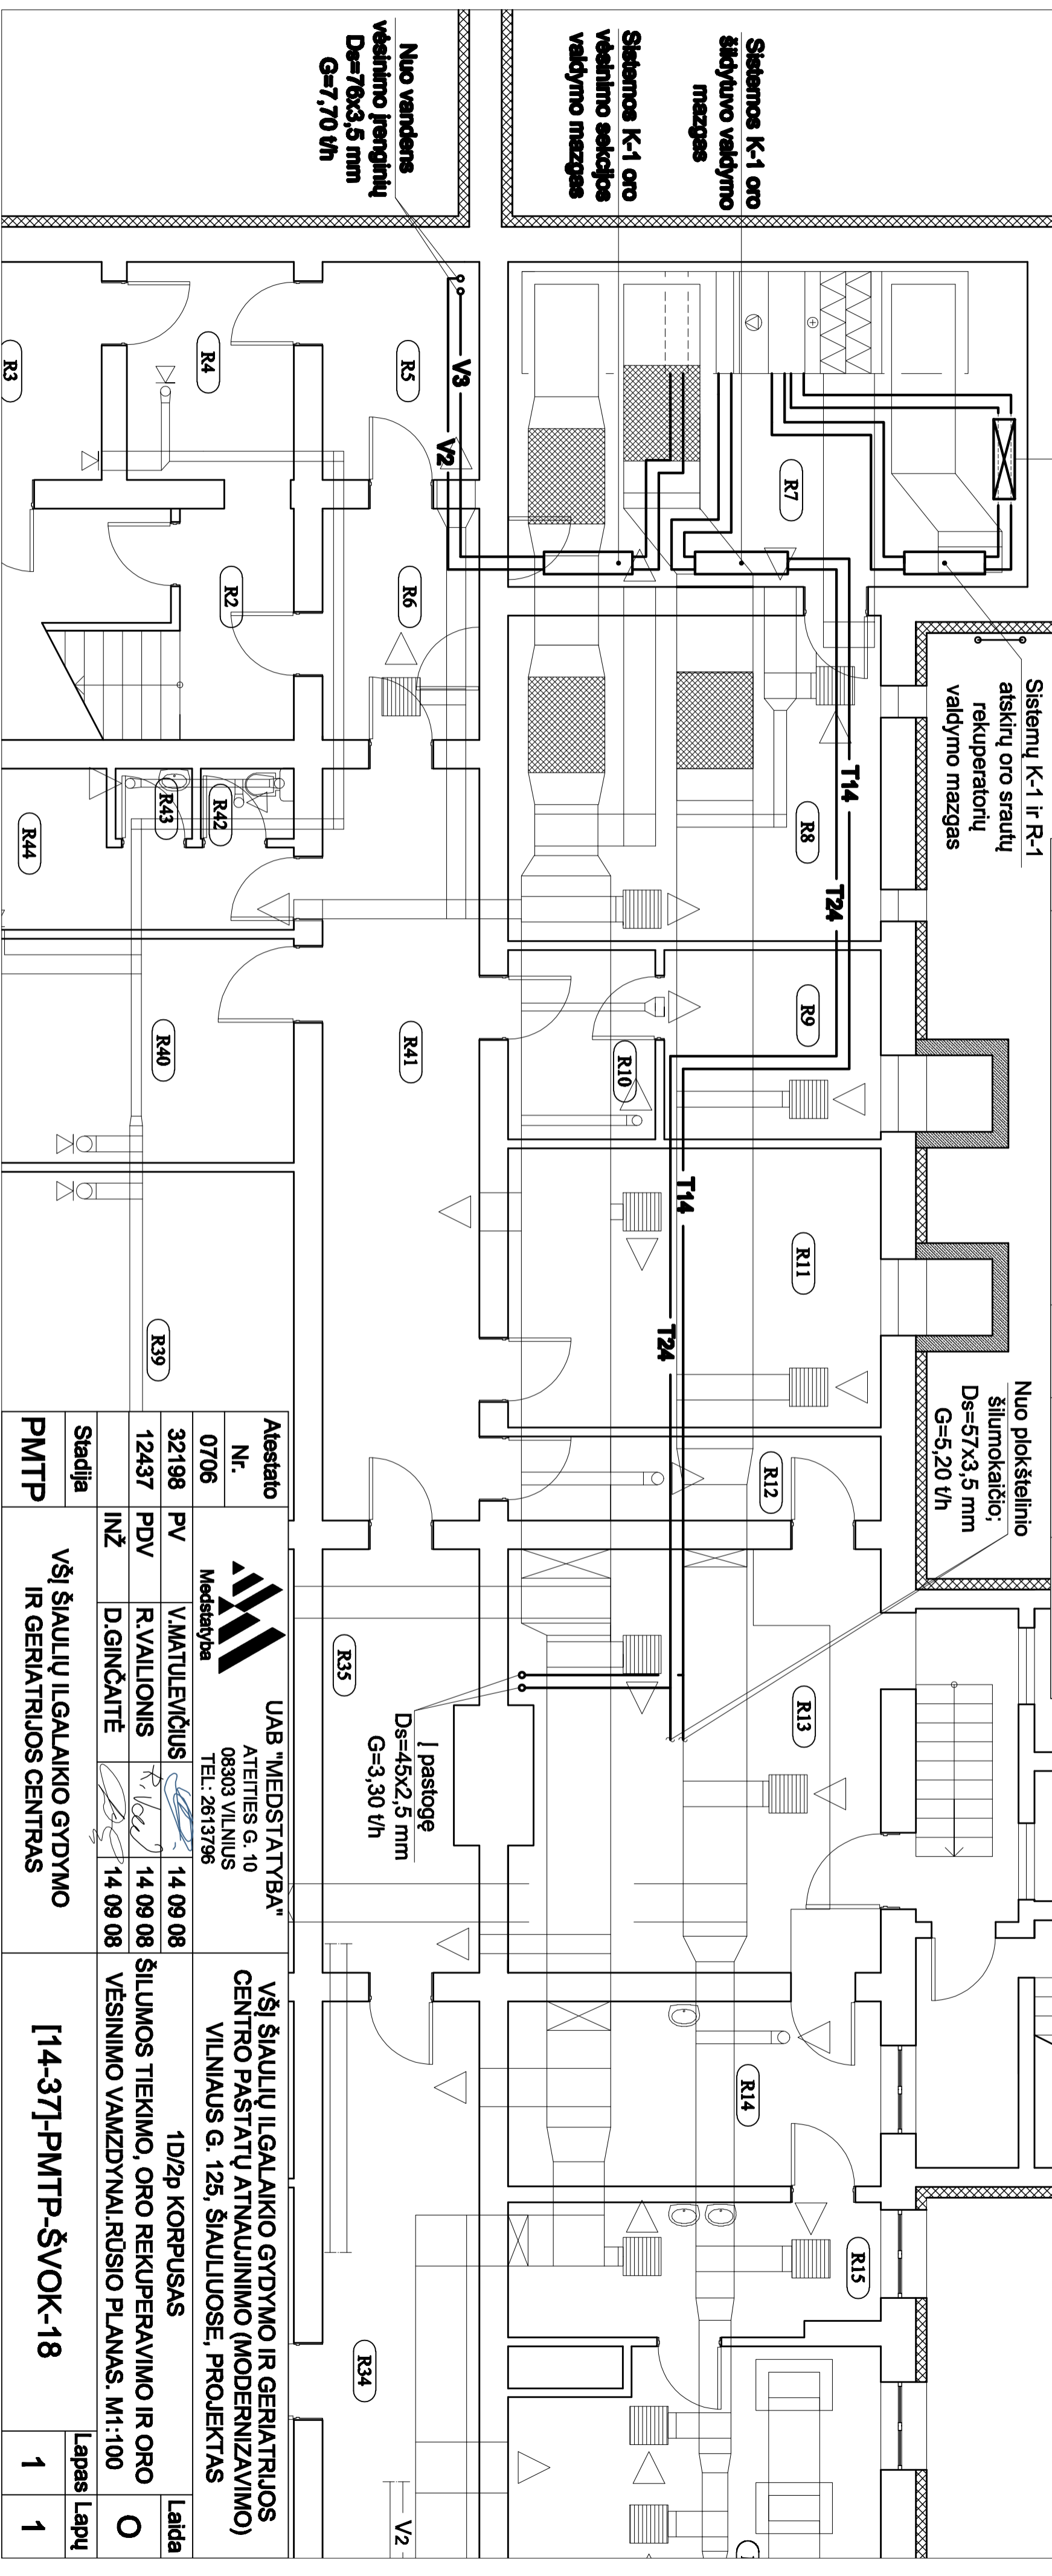 Nuo vandens
vėsinimo įrenginių
Ds=76x3,5 mm
G=7,70 t/h
Sistemos K-1 oro
vėsinimo sekcijos
valdymo mazgas
Sistemos K-1 oro
šildytuvo valdymo
mazgas
Sistemų K-1 ir R-1
atskirų oro srautų
rekuperatorių
valdymo mazgas
Nuo plokštelinio
šilumokaičio;
Ds=57x3,5 mm
G=5,20 t/h
Į pastogę
Ds=45x2,5 mm
G=3,30 t/h
V3
V2
T14
T24
T14
T24
V2
R3
R4
R5
R7
R2
R6
R8
R43
R42
R44
R9
R10
R40
R41
R11
R39
R12
R35
R13
R14
R15
R34
Atestato
Nr.
0706
Medstatyba
UAB "MEDSTATYBA"
ATEITIES G. 10
08303 VILNIUS
TEL: 2613796
VŠĮ ŠIAULIŲ ILGALAIKIO GYDYMO IR GERIATRIJOS
CENTRO PASTATŲ ATNAUJINIMO (MODERNIZAVIMO)
VILNIAUS G. 125, ŠIAULIUOSE, PROJEKTAS
32198 PV V.MATULEVIČIUS 14 09 08
12437 PDV R.VAILIONIS 14 09 08
INŽ D.GINČAITĖ 14 09 08
1D/2p KORPUSAS
ŠILUMOS TIEKIMO, ORO REKUPERAVIMO IR ORO
VĖSINIMO VAMZDYNAI.RŪSIO PLANAS. M1:100
Laida
O
Stadija
PMTP
VŠĮ ŠIAULIŲ ILGALAIKIO GYDYMO
IR GERIATRIJOS CENTRAS
[14-37]-PMTP-ŠVOK-18
Lapas Lapų
1 1